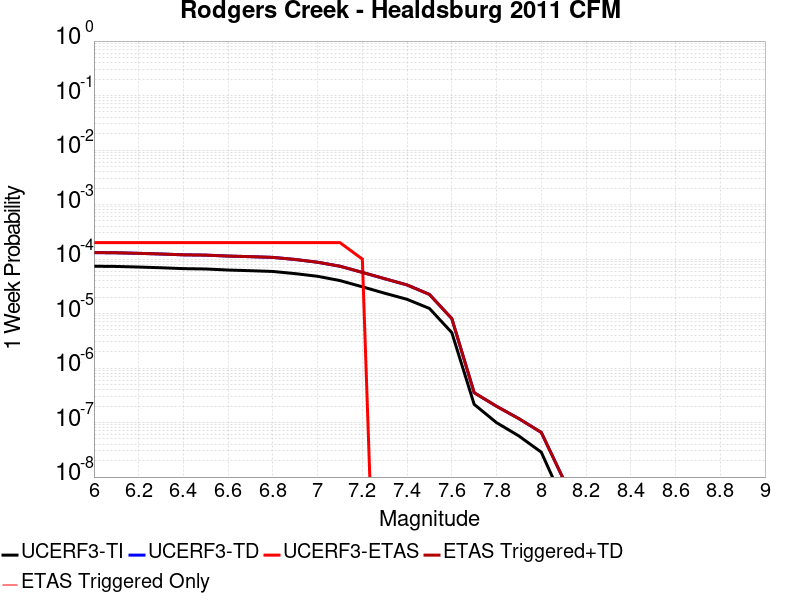 Rodgers Creek - Healdsburg 2011 CFM
1 Week Probability
10^0
10^-1
10^-2
10^-3
10^-4
10^-5
10^-6
10^-7
10^-8
6 6.2 6.4 6.6 6.8 7 7.2 7.4 7.6 7.8 8 8.2 8.4 8.6 8.8 9
Magnitude
UCERF3-TI UCERF3-TD UCERF3-ETAS ETAS Triggered+TD
ETAS Triggered Only